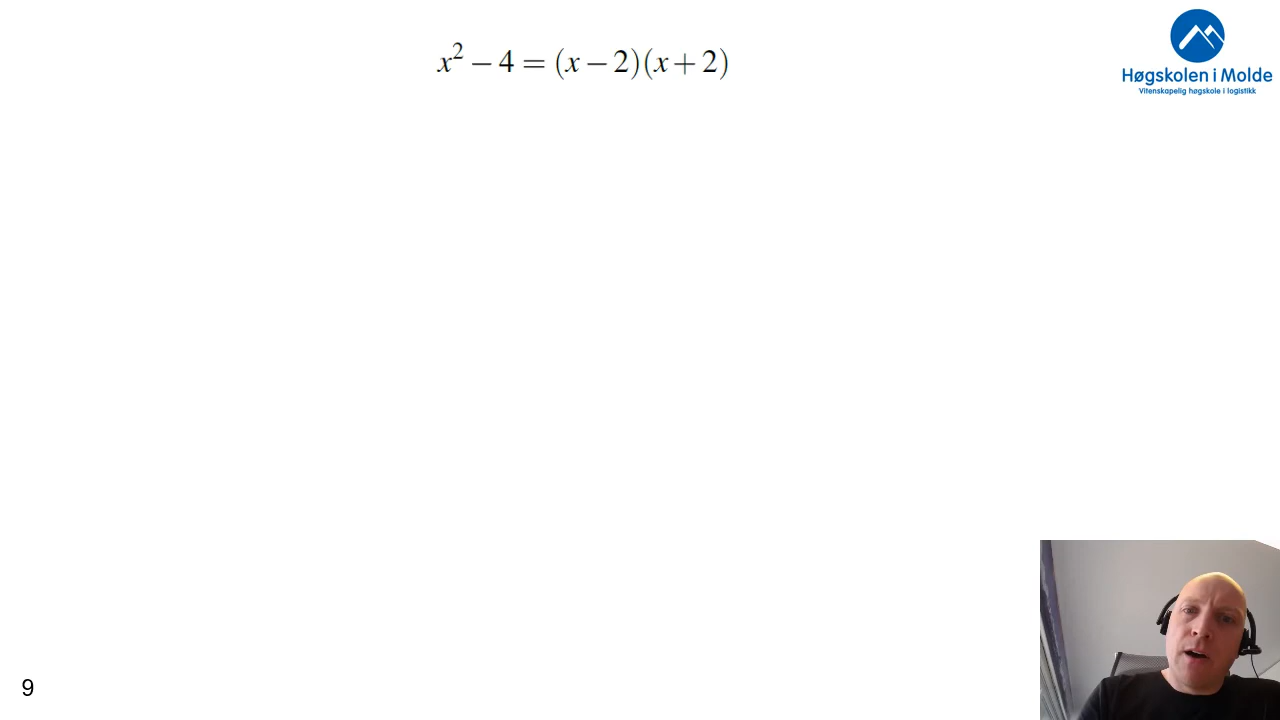 x² − 4 = (x − 2)(x + 2)
Høgskolen i Molde
Vitenskapelig høgskole i logistikk
9